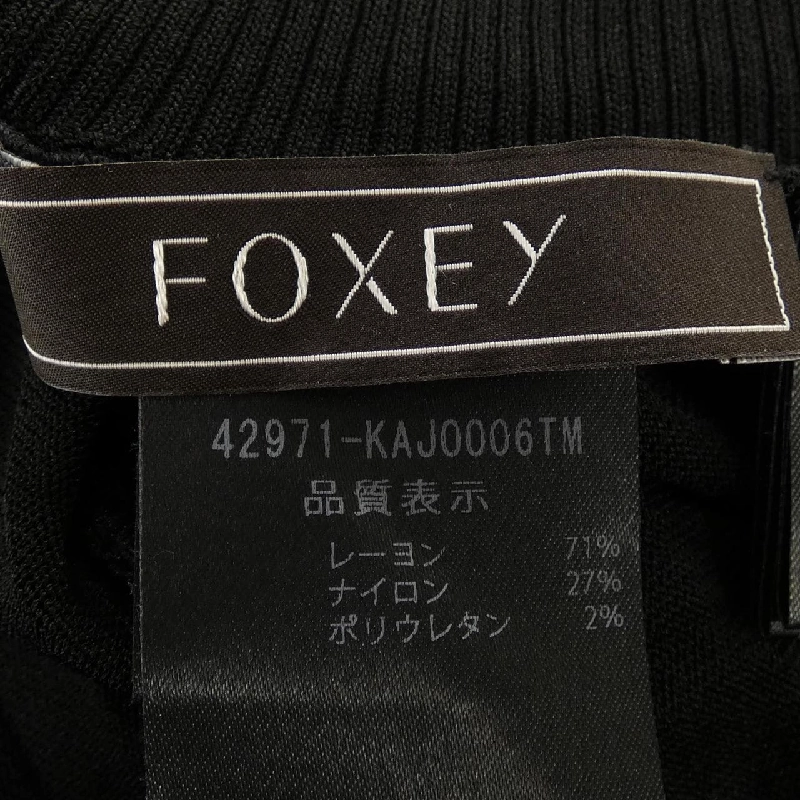 FOXEY
42971-KAJ0006TM
品質表示
レーヨン 71%
ナイロン 27%
ポリウレタン 2%